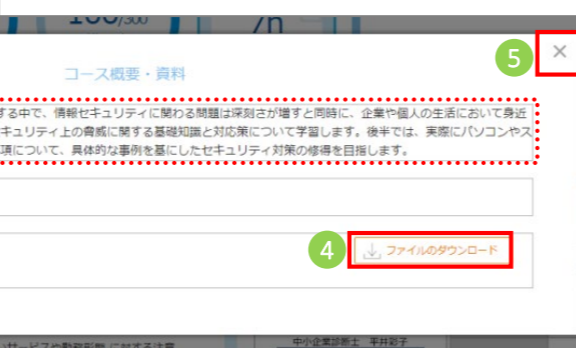 100/300
コース概要・資料
5
する中で、情報セキュリティに関わる問題は深刻さが増すと同時に、企業や個人の生活において身近
キュリティ上の脅威に関する基礎知識と対応策について学習します。後半では、実際にパソコンやス
項について、具体的な事例を基にしたセキュリティ対策の修得を目指します。
4
ファイルのダウンロード
中小企業診断士 平井彩子